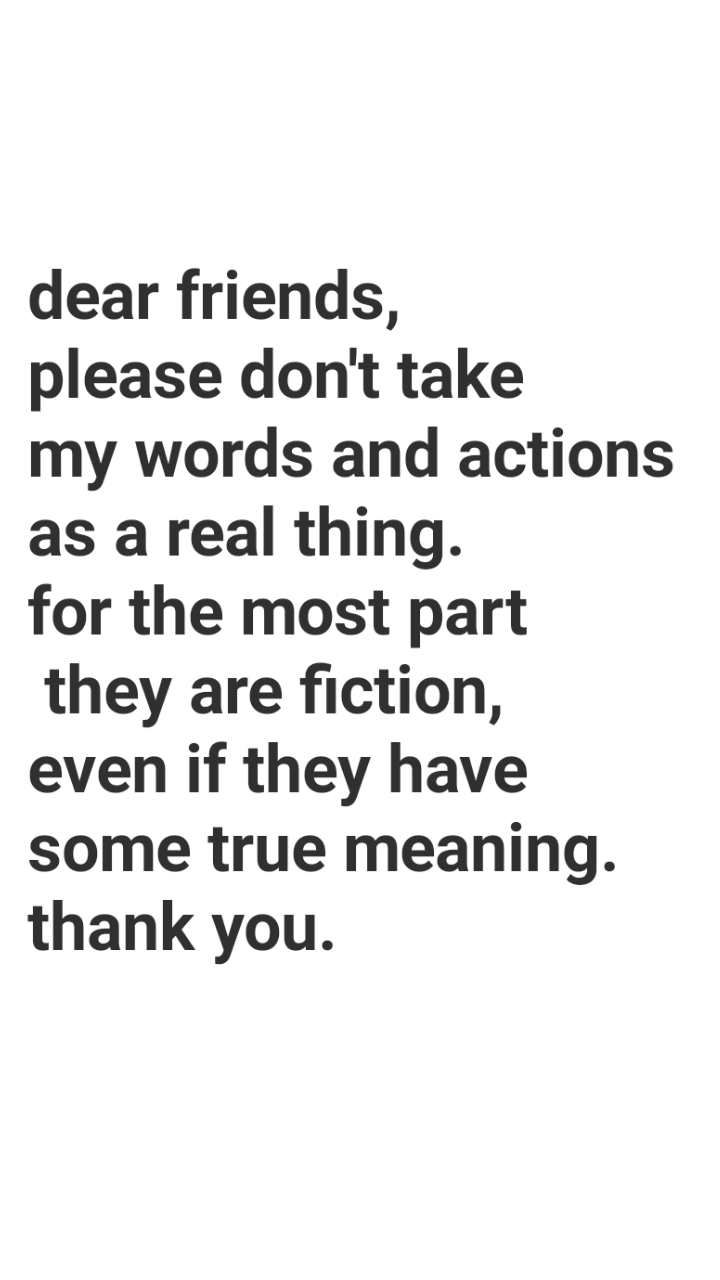 dear friends,
please don't take
my words and actions
as a real thing.
for the most part
they are fiction,
even if they have
some true meaning.
thank you.